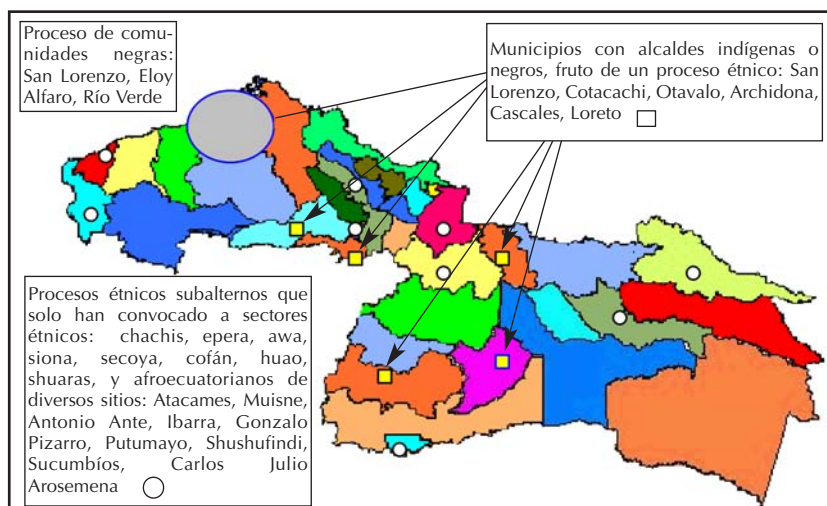 Proceso de comu-
nidades negras:
San Lorenzo, Eloy
Alfaro, Río Verde
Municipios con alcaldes indígenas o
negros, fruto de un proceso étnico: San
Lorenzo, Cotacachi, Otavalo, Archidona,
Cascales, Loreto
Procesos étnicos subalternos que
solo han convocado a sectores
étnicos: chachis, epera, awa,
siona, secoya, cofán, huao,
shuaras, y afroecuatorianos de
diversos sitios: Atacames, Muisne,
Antonio Ante, Ibarra, Gonzalo
Pizarro, Putumayo, Shushufindi,
Sucumbíos, Carlos Julio
Arosemena